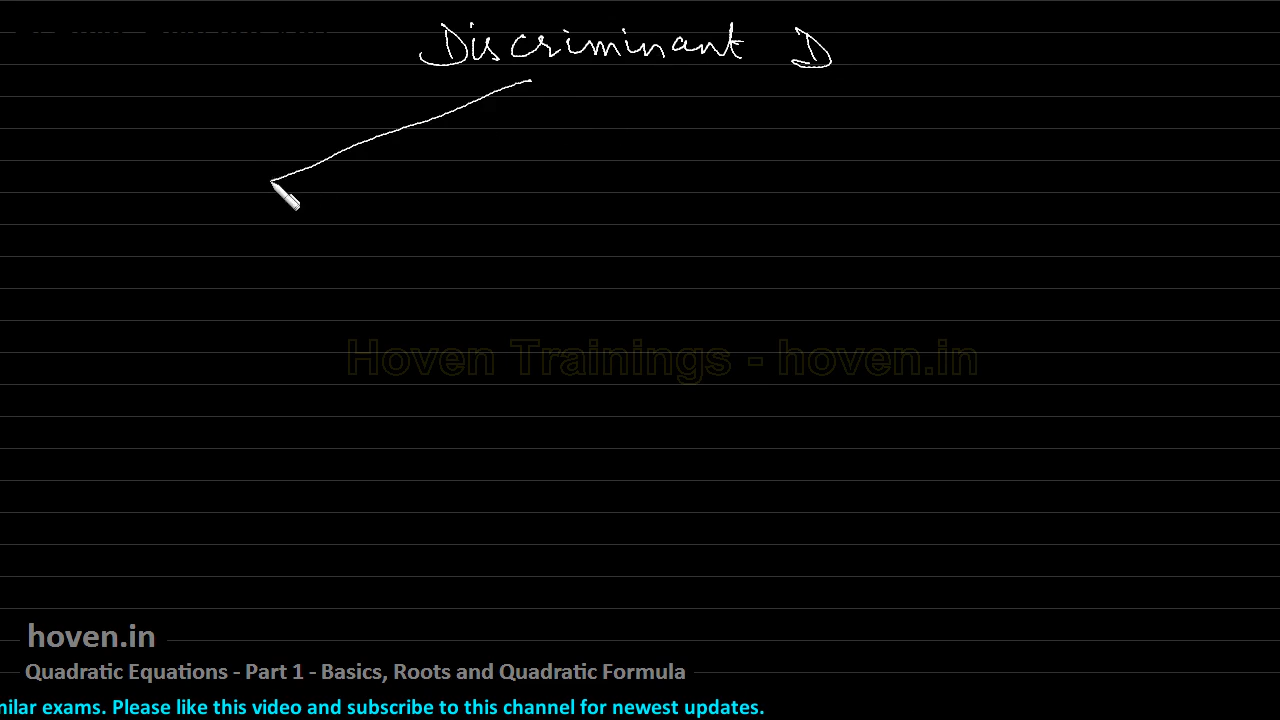 Discriminant D
Hoven Trainings - hoven.in
hoven.in
Quadratic Equations - Part 1 - Basics, Roots and Quadratic Formula
exams. Please like this video and subscribe to this channel for newest updates.